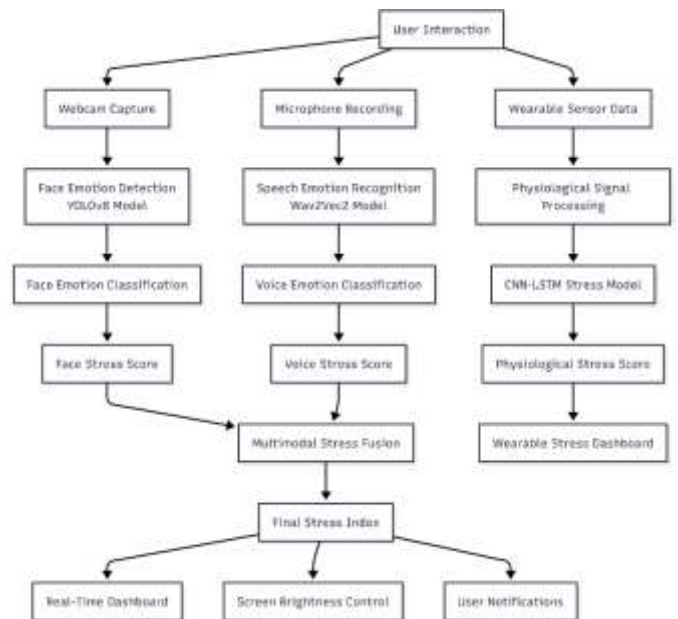 User Interaction
Webcam Capture
Microphone Recording
Wearable Sensor Data
Face Emotion Detection
YOLOv8 Model
Speech Emotion Recognition
Wav2Vec2 Model
Physiological Signal
Processing
Face Emotion Classification
Voice Emotion Classification
CNN-LSTM Stress Model
Face Stress Score
Voice Stress Score
Physiological Stress Score
Multimodal Stress Fusion
Wearable Stress Dashboard
Final Stress Index
Real-Time Dashboard
Screen Brightness Control
User Notifications